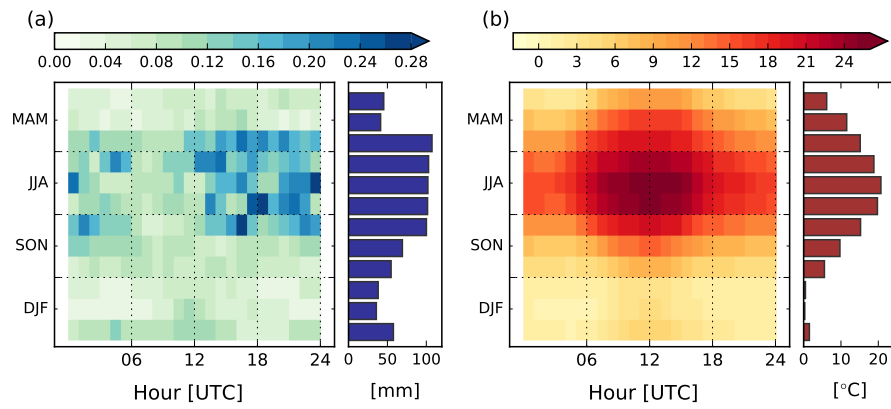 (a)
0.00 0.04 0.08 0.12 0.16 0.20 0.24 0.28
MAM
JJA
SON
DJF
06 12 18 24
Hour [UTC]
0 50 100
[mm]
(b)
0 3 6 9 12 15 18 21 24
MAM
JJA
SON
DJF
06 12 18 24
Hour [UTC]
0 10 20
[°C]